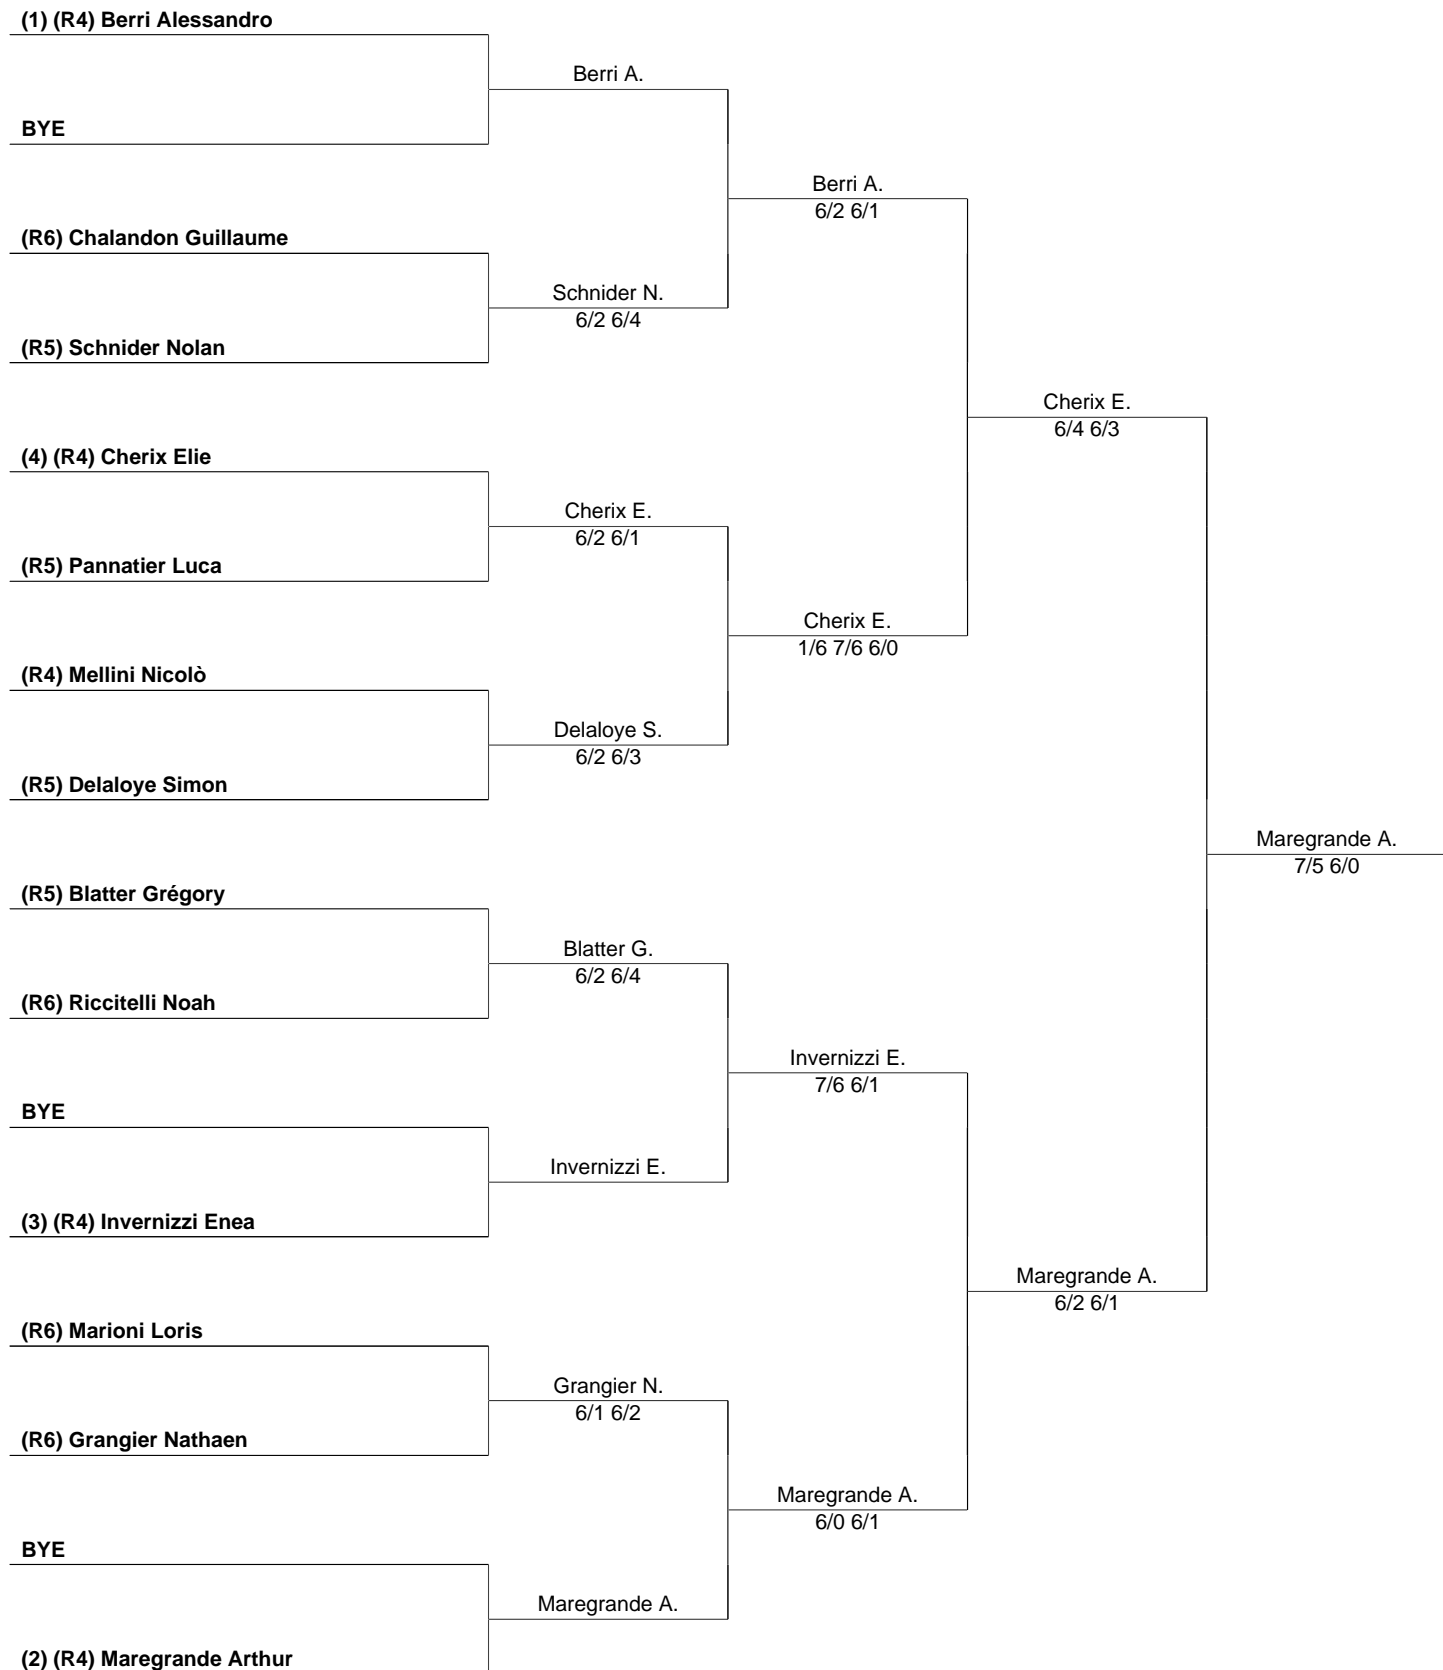 (1) (R4) Berri Alessandro
Berri A.
BYE
Berri A.
6/2 6/1
(R6) Chalandon Guillaume
Schnider N.
6/2 6/4
(R5) Schnider Nolan
Cherix E.
6/4 6/3
(4) (R4) Cherix Elie
Cherix E.
6/2 6/1
(R5) Pannatier Luca
Cherix E.
1/6 7/6 6/0
(R4) Mellini Nicolò
Delaloye S.
6/2 6/3
(R5) Delaloye Simon
Maregrande A.
7/5 6/0
(R5) Blatter Grégory
Blatter G.
6/2 6/4
(R6) Riccitelli Noah
Invernizzi E.
7/6 6/1
BYE
Invernizzi E.
(3) (R4) Invernizzi Enea
Maregrande A.
6/2 6/1
(R6) Marioni Loris
Grangier N.
6/1 6/2
(R6) Grangier Nathaen
Maregrande A.
6/0 6/1
BYE
Maregrande A.
(2) (R4) Maregrande Arthur